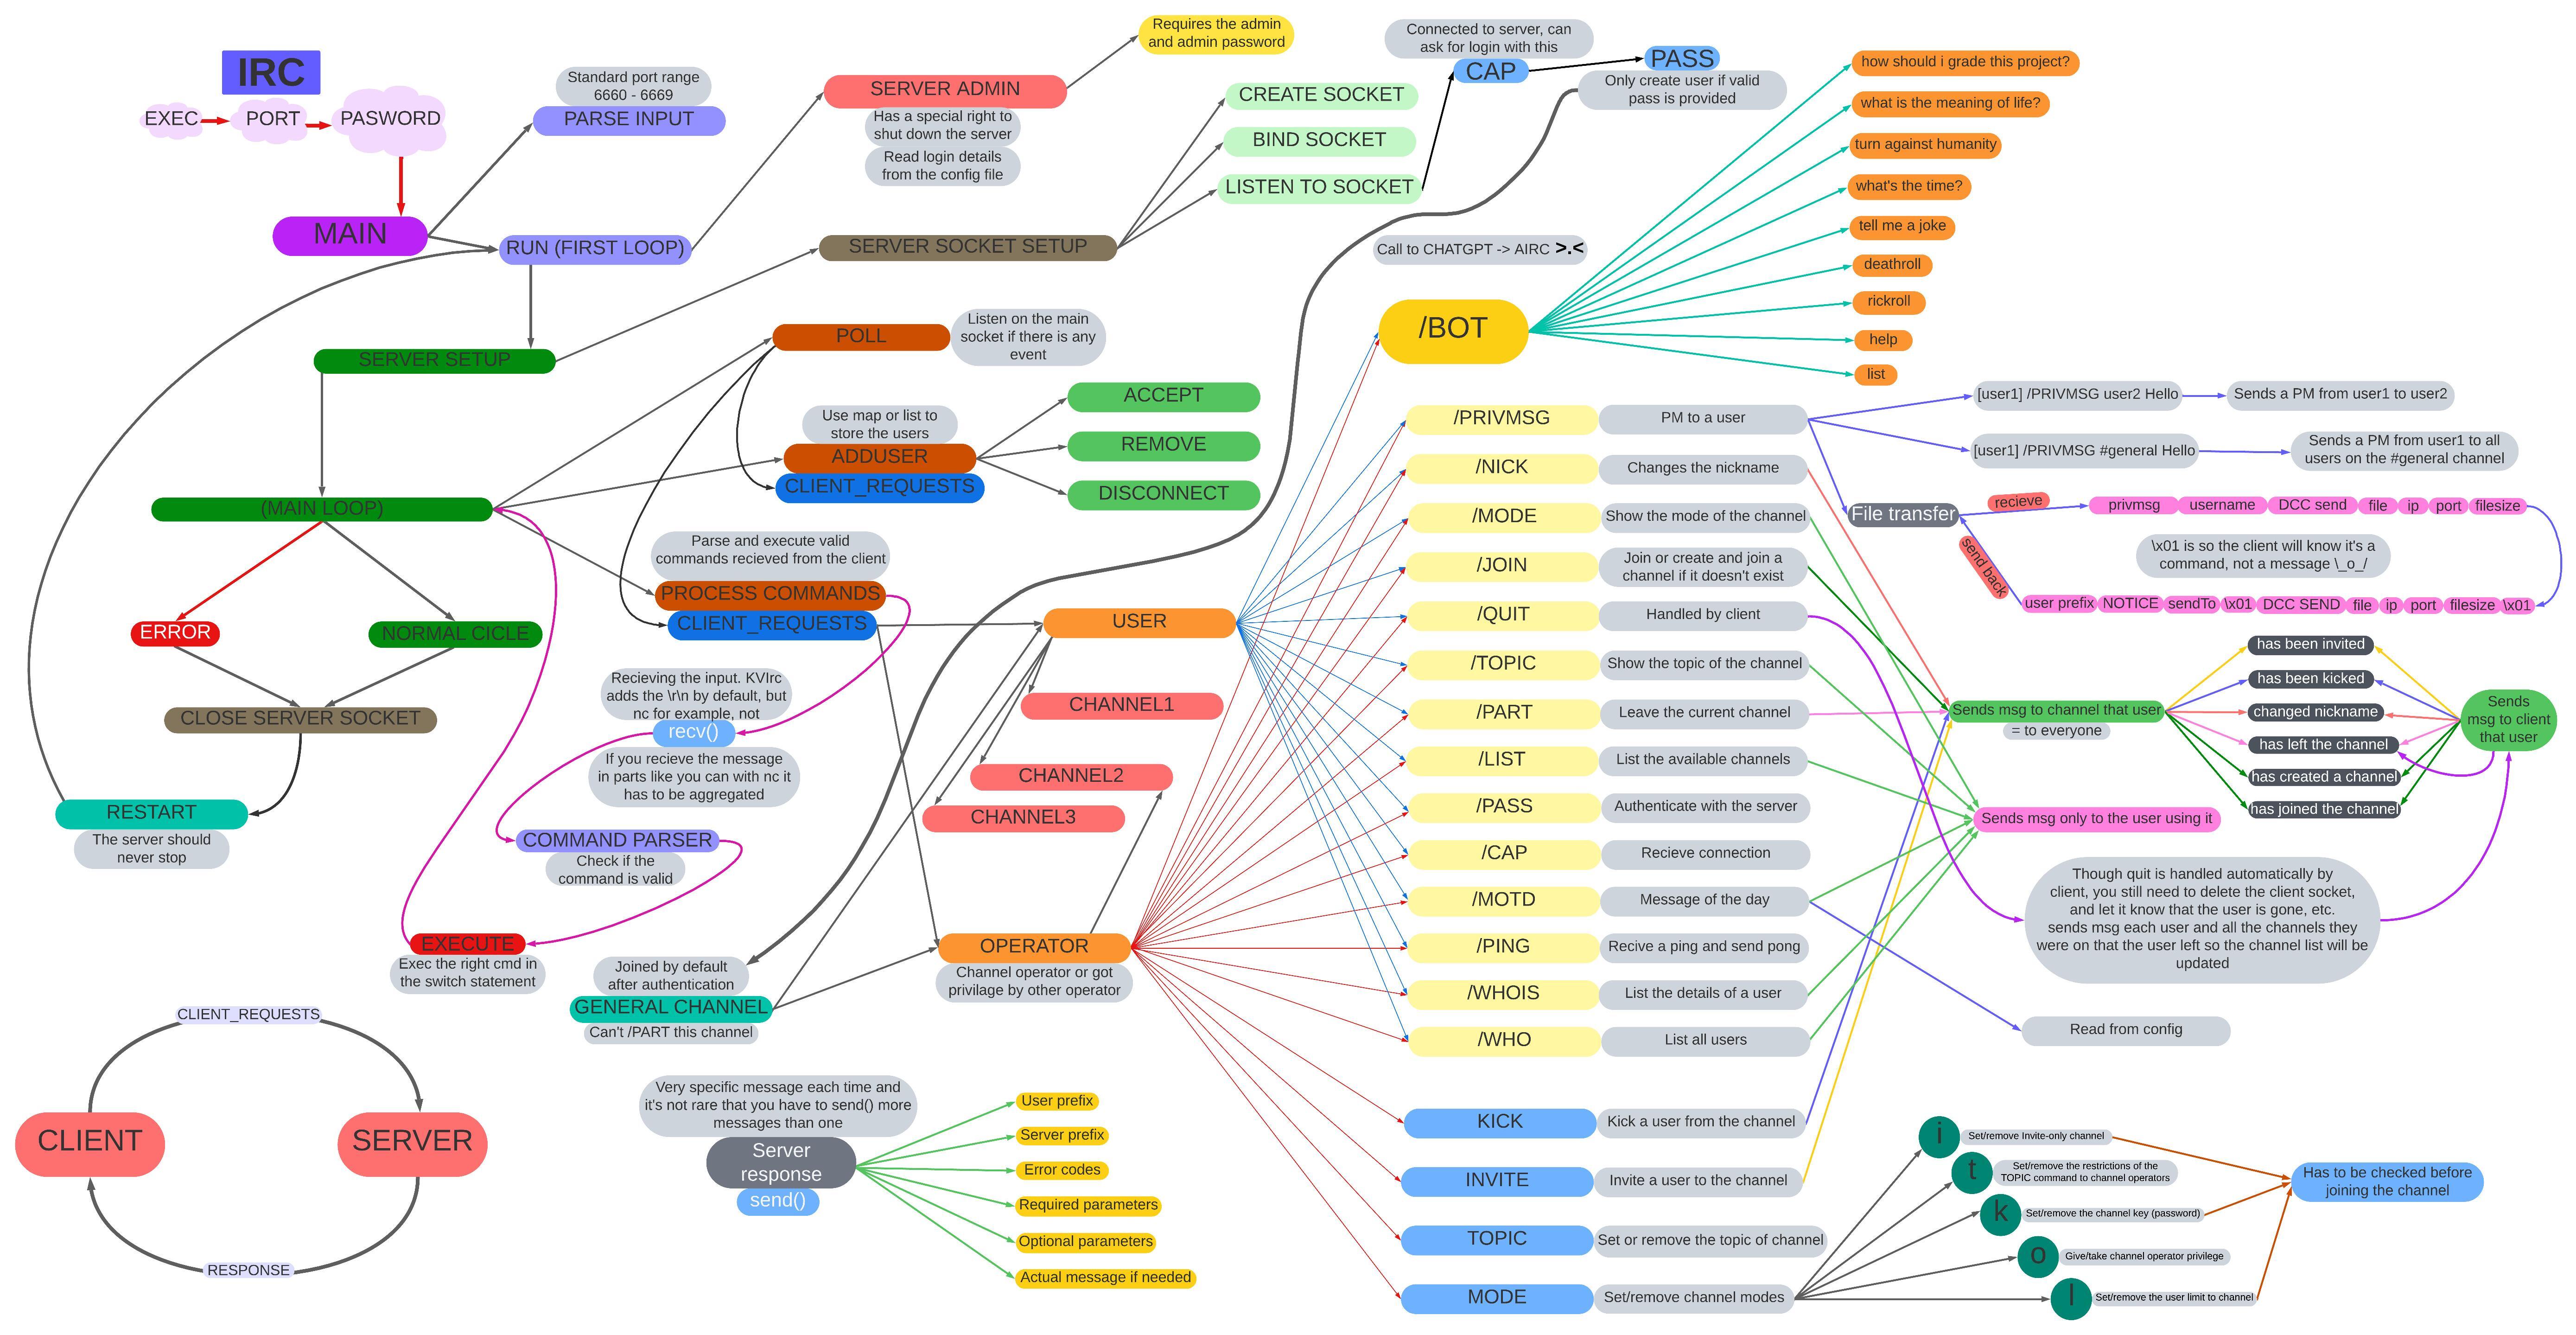 IRC
EXEC
PORT
PASWORD
MAIN
Standard port range
6660 - 6669
PARSE INPUT
RUN (FIRST LOOP)
SERVER ADMIN
Has a special right to
shut down the server
Read login details
from the config file
Requires the admin
and admin password
SERVER SOCKET SETUP
CREATE SOCKET
BIND SOCKET
LISTEN TO SOCKET
Connected to server, can
ask for login with this
CAP
PASS
Only create user if valid
pass is provided
SERVER SETUP
POLL
Listen on the main
socket if there is any
event
Use map or list to
store the users
ADDUSER
CLIENT_REQUESTS
ACCEPT
REMOVE
DISCONNECT
(MAIN LOOP)
ERROR
NORMAL CICLE
CLOSE SERVER SOCKET
RESTART
The server should
never stop
Parse and execute valid
commands recieved from the client
PROCESS COMMANDS
CLIENT_REQUESTS
Recieving the input. KVIrc
adds the \r\n by default, but
nc for example, not
recv()
If you recieve the message
in parts like you can with nc it
has to be aggregated
COMMAND PARSER
Check if the
command is valid
EXECUTE
Exec the right cmd in
the switch statement
USER
CHANNEL1
CHANNEL2
CHANNEL3
OPERATOR
Channel operator or got
privilage by other operator
Joined by default
after authentication
GENERAL CHANNEL
Can't /PART this channel
CLIENT_REQUESTS
CLIENT
SERVER
RESPONSE
Very specific message each time and
it's not rare that you have to send() more
messages than one
Server
response
send()
User prefix
Server prefix
Error codes
Required parameters
Optional parameters
Actual message if needed
Call to CHATGPT -> AIRC >.<
/BOT
how should i grade this project?
what is the meaning of life?
turn against humanity
what's the time?
tell me a joke
deathroll
rickroll
help
list
/PRIVMSG
PM to a user
/NICK
Changes the nickname
/MODE
Show the mode of the channel
/JOIN
Join or create and join a
channel if it doesn't exist
/QUIT
Handled by client
/TOPIC
Show the topic of the channel
/PART
Leave the current channel
/LIST
List the available channels
/PASS
Authenticate with the server
/CAP
Recieve connection
/MOTD
Message of the day
/PING
Recive a ping and send pong
/WHOIS
List the details of a user
/WHO
List all users
KICK
Kick a user from the channel
INVITE
Invite a user to the channel
TOPIC
Set or remove the topic of channel
MODE
Set/remove channel modes
[user1] /PRIVMSG user2 Hello
Sends a PM from user1 to user2
[user1] /PRIVMSG #general Hello
Sends a PM from user1 to all
users on the #general channel
File transfer
recieve
privmsg username DCC send file ip port filesize
\x01 is so the client will know it's a
command, not a message \_o_/
send back
user prefix NOTICE sendTo \x01 DCC SEND file ip port filesize \x01
Sends msg to channel that user
= to everyone
has been invited
has been kicked
changed nickname
has left the channel
has created a channel
has joined the channel
Sends
msg to client
that user
Sends msg only to the user using it
Though quit is handled automatically by
client, you still need to delete the client socket,
and let it know that the user is gone, etc.
sends msg each user and all the channels they
were on that the user left so the channel list will be
updated
Read from config
i
Set/remove Invite-only channel
t
Set/remove the restrictions of the
TOPIC command to channel operators
k
Set/remove the channel key (password)
o
Give/take channel operator privilege
l
Set/remove the user limit to channel
Has to be checked before
joining the channel